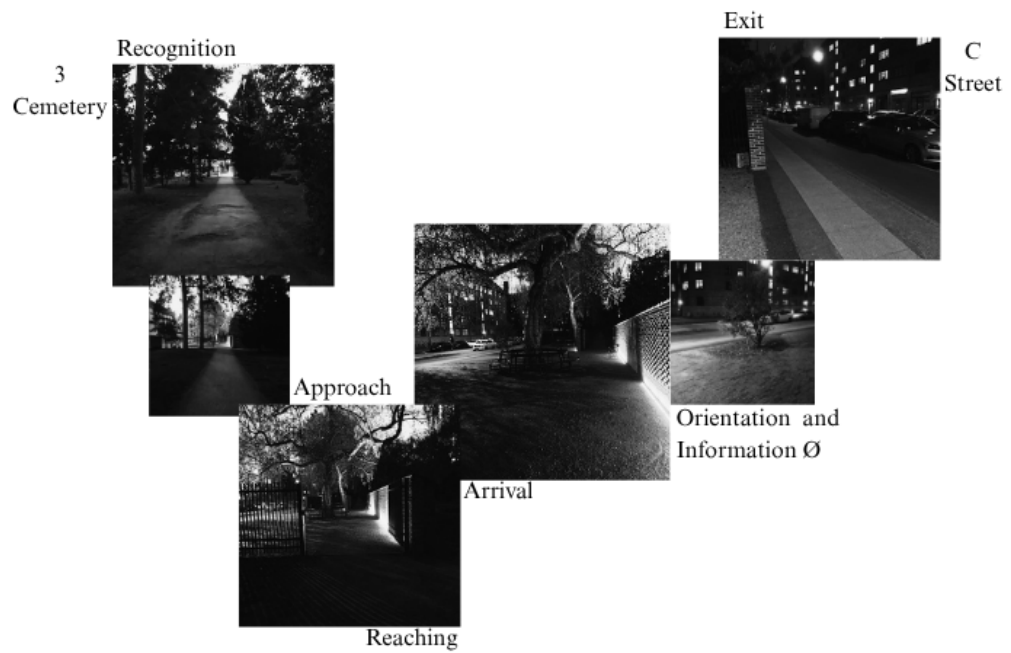 Recognition
3
Cemetery
Exit
C
Street
Approach
Orientation and
Information Ø
Arrival
Reaching